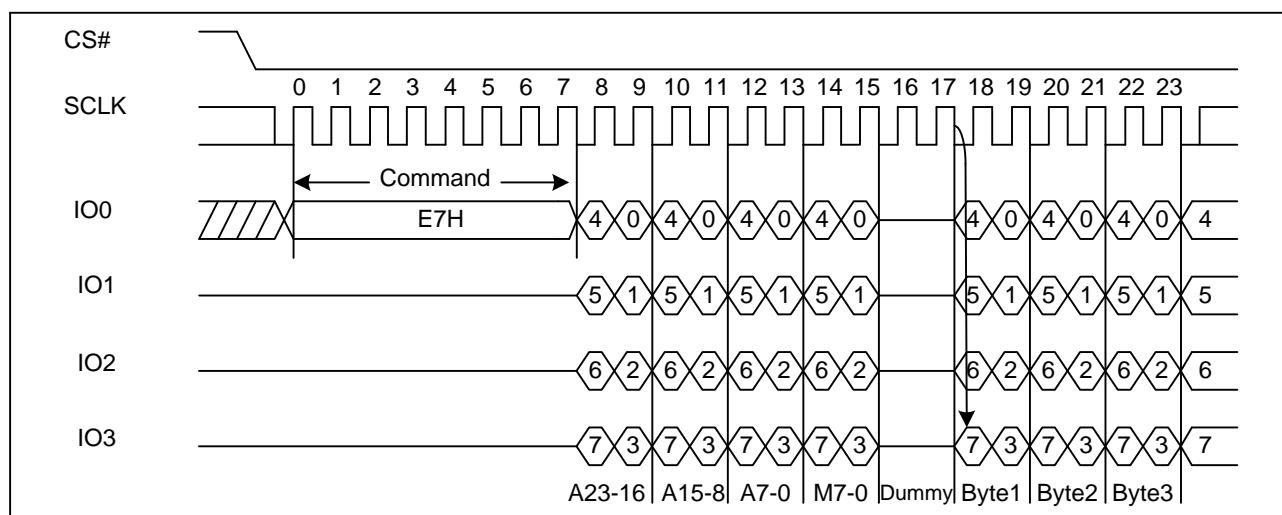 CS#
0 1 2 3 4 5 6 7 8 9 10 11 12 13 14 15 16 17 18 19 20 21 22 23
SCLK
Command
IO0 E7H 4 0 4 0 4 0 4 0 4 0 4 0 4 0 4
IO1 5 1 5 1 5 1 5 1 5 1 5 1 5 1 5
IO2 6 2 6 2 6 2 6 2 6 2 6 2 6 2 6
IO3 7 3 7 3 7 3 7 3 7 3 7 3 7 3 7
A23-16 A15-8 A7-0 M7-0 Dummy Byte1 Byte2 Byte3